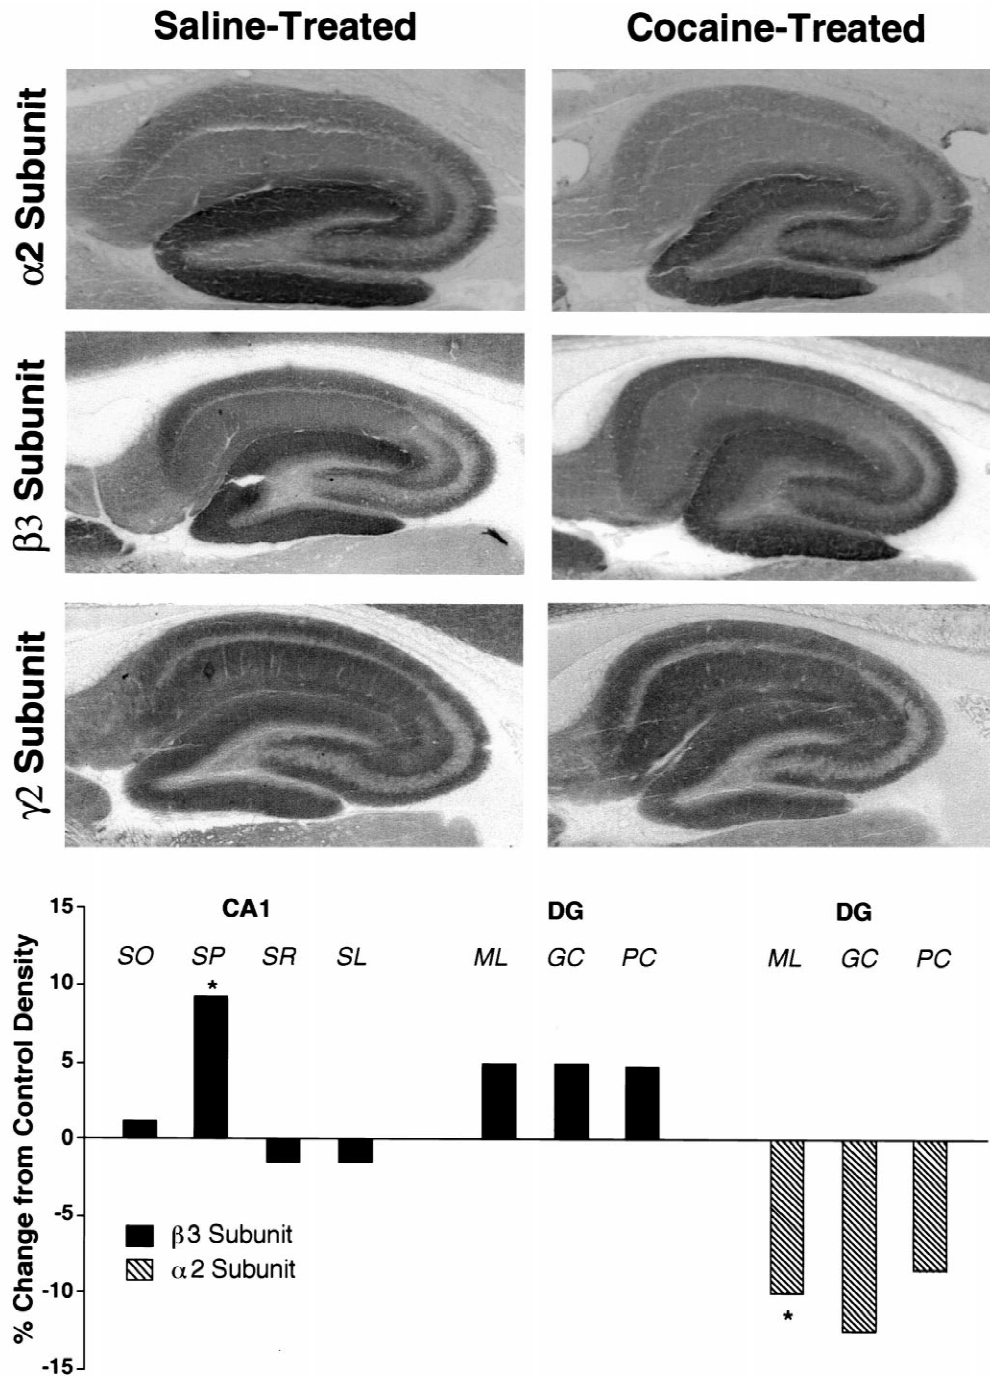 Saline-Treated
Cocaine-Treated
α2 Subunit
β3 Subunit
γ2 Subunit
% Change from Control Density
15
10
5
0
-5
-10
-15
CA1
DG
DG
SO SP SR SL
ML GC PC
ML GC PC
*
β3 Subunit
α2 Subunit
*